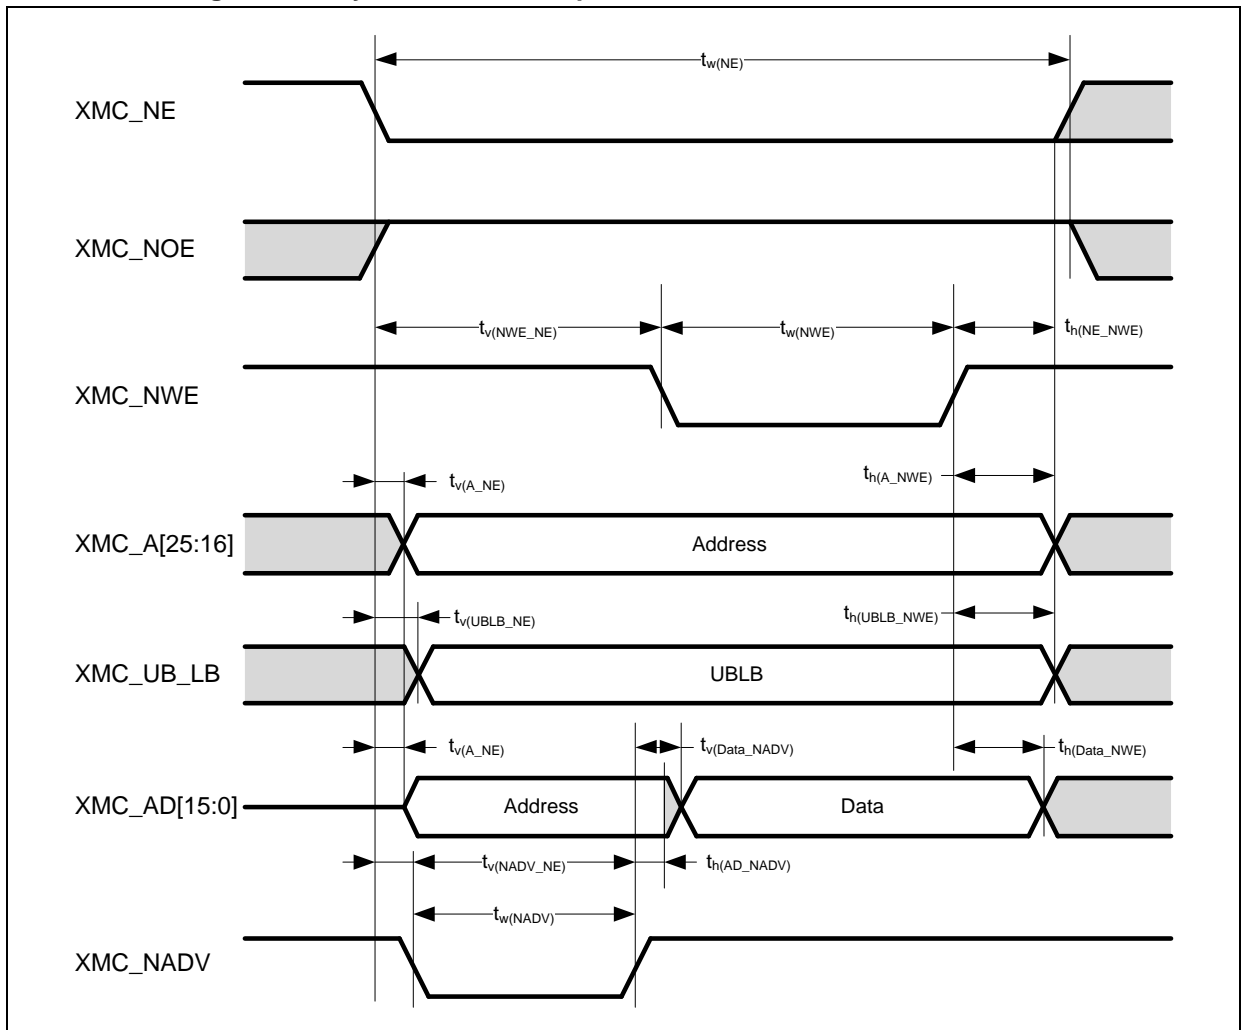 tw(NE)
XMC_NE
XMC_NOE
tv(NWE_NE) tw(NWE) th(NE_NWE)
XMC_NWE
tv(A_NE) th(A_NWE)
XMC_A[25:16] Address
tv(UBLB_NE) th(UBLB_NWE)
XMC_UB_LB UBLB
tv(A_NE) tv(Data_NADV) th(Data_NWE)
XMC_AD[15:0] Address Data
tv(NADV_NE) th(AD_NADV)
tw(NADV)
XMC_NADV